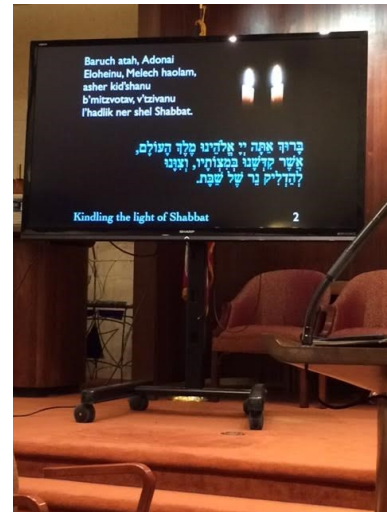 Baruch atah, Adonai
Eloheinu, Melech haolam,
asher kid'shanu
b'mitzvotav, v'tzivanu
l'hadlik ner shel Shabbat.
בָּרוּךְ אַתָּה יְיָ אֱלֹהֵינוּ מֶלֶךְ הָעוֹלָם,
אֲשֶׁר קִדְּשָׁנוּ בְּמִצְוֹתָיו, וְצִוָּנוּ
לְהַדְלִיק נֵר שֶׁל שַׁבָּת.
Kindling the light of Shabbat
2
SHARP